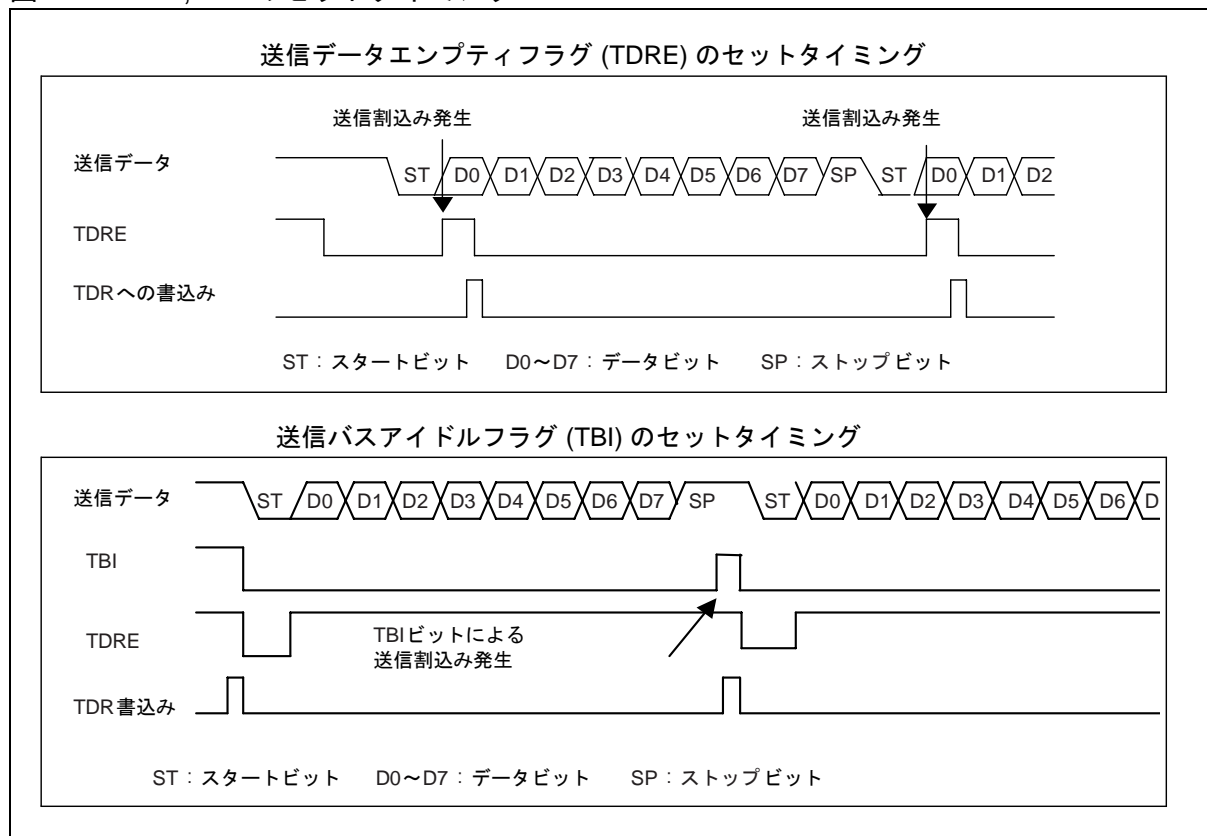 送信データエンプティフラグ (TDRE) のセットタイミング
送信割込み発生 送信割込み発生
送信データ ST D0 D1 D2 D3 D4 D5 D6 D7 SP ST D0 D1 D2
TDRE
TDRへの書込み
ST：スタートビット D0～D7：データビット SP：ストップビット
送信バスアイドルフラグ (TBI) のセットタイミング
送信データ ST D0 D1 D2 D3 D4 D5 D6 D7 SP ST D0 D1 D2 D3 D4 D5 D6 D
TBI
TDRE
TBIビットによる
送信割込み発生
TDR書込み
ST：スタートビット D0～D7：データビット SP：ストップビット